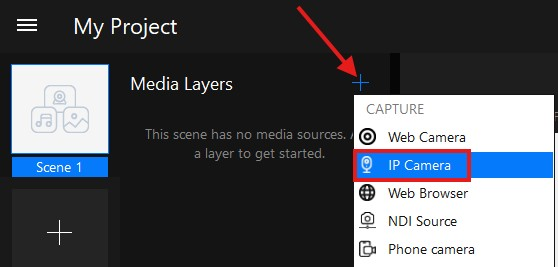 My Project
Media Layers
This scene has no media sources. A
a layer to get started.
Scene 1
CAPTURE
Web Camera
IP Camera
Web Browser
NDI Source
Phone camera